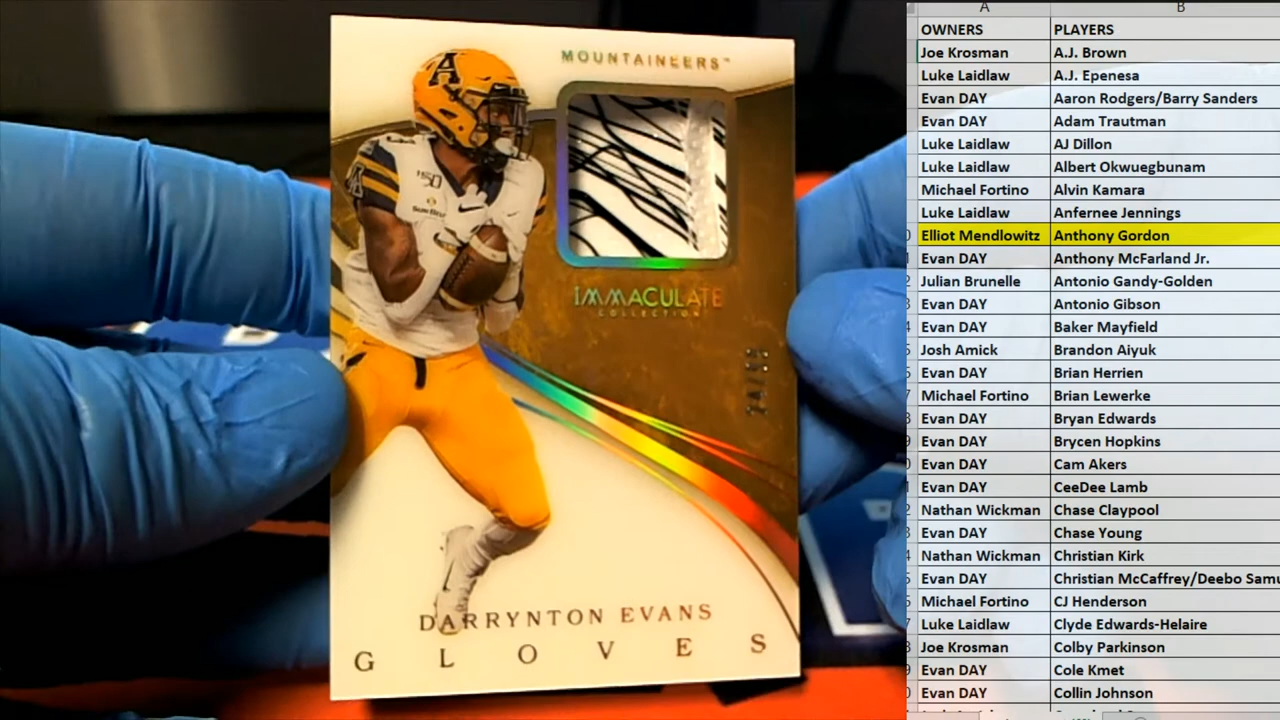 MOUNTAINEERS™
A
150
IMMACULATE
COLLECTION
DARRYNTON EVANS
GLOVES
A B
OWNERS PLAYERS
Joe Krosman A.J. Brown
Luke Laidlaw A.J. Epenesa
Evan DAY Aaron Rodgers/Barry Sanders
Evan DAY Adam Trautman
Luke Laidlaw AJ Dillon
Luke Laidlaw Albert Okwuegbunam
Michael Fortino Alvin Kamara
Luke Laidlaw Anfernee Jennings
Elliot Mendlowitz Anthony Gordon
Evan DAY Anthony McFarland Jr.
Julian Brunelle Antonio Gandy-Golden
Evan DAY Antonio Gibson
Evan DAY Baker Mayfield
Josh Amick Brandon Aiyuk
Evan DAY Brian Herrien
Michael Fortino Brian Lewerke
Evan DAY Bryan Edwards
Evan DAY Brycen Hopkins
Evan DAY Cam Akers
Evan DAY CeeDee Lamb
Nathan Wickman Chase Claypool
Evan DAY Chase Young
Nathan Wickman Christian Kirk
Evan DAY Christian McCaffrey/Deebo Samu
Michael Fortino CJ Henderson
Luke Laidlaw Clyde Edwards-Helaire
Joe Krosman Colby Parkinson
Evan DAY Cole Kmet
Evan DAY Collin Johnson